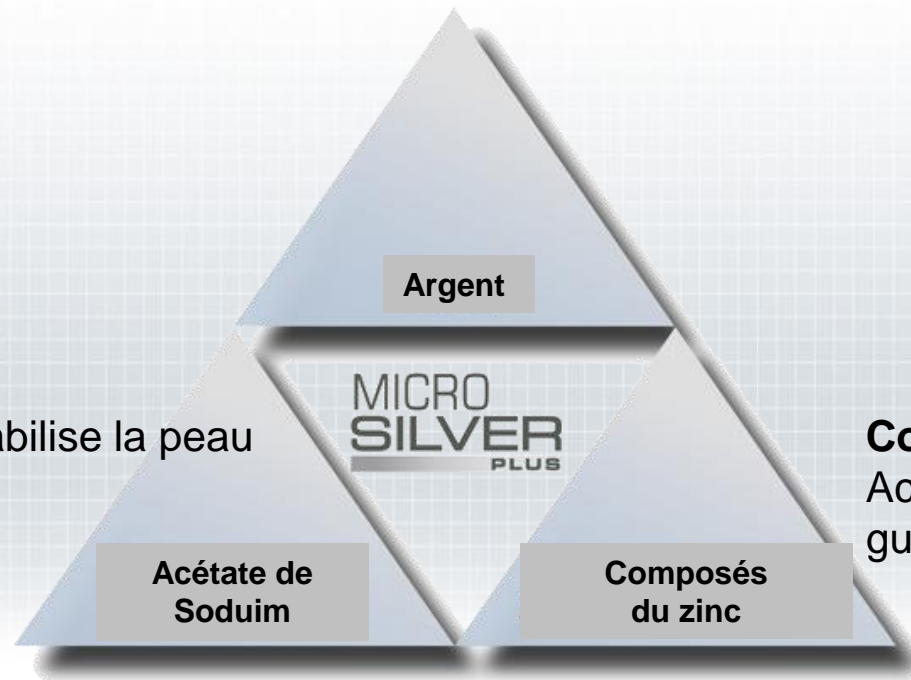 Argent
MICRO
SILVER
PLUS
abilise la peau
Co
Ac
gu
Acétate de
Soduim
Composés
du zinc